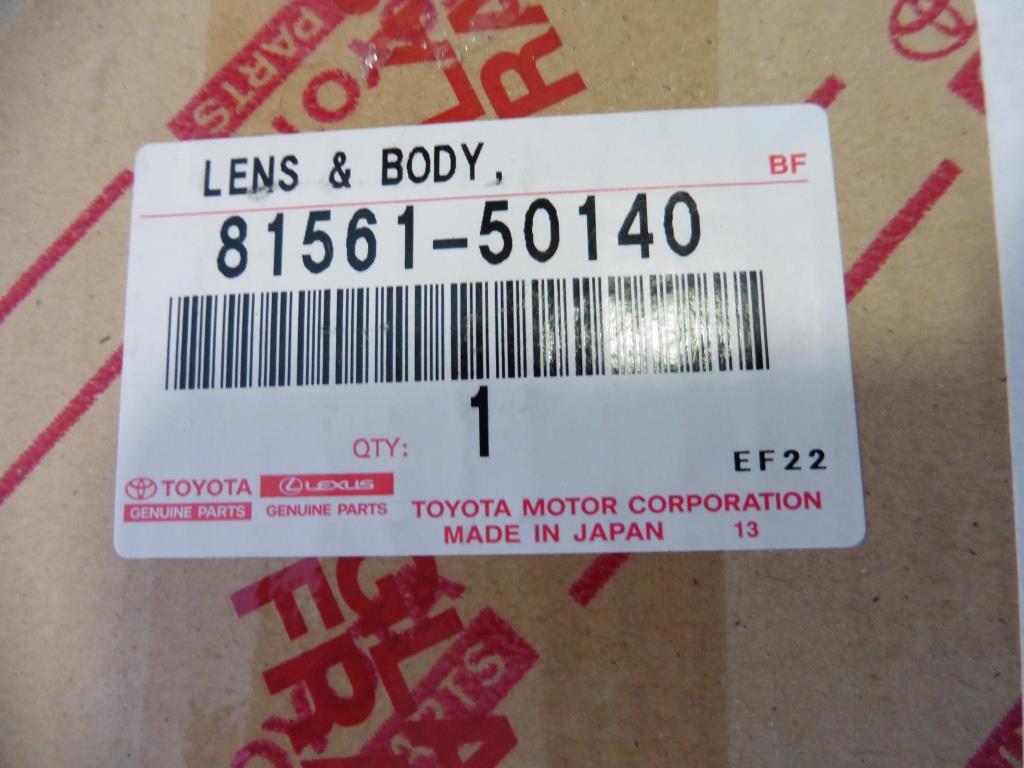 PARTS
LENS & BODY,
BF
81561-50140
1
QTY:
EF22
TOYOTA
LEXUS
GENUINE PARTS
GENUINE PARTS
TOYOTA MOTOR CORPORATION
MADE IN JAPAN 13